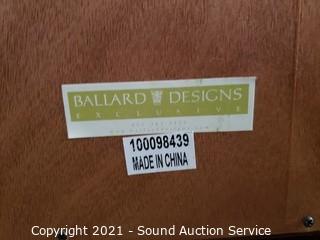 BALLARD DESIGNS
EXCLUSIVE
100098439
MADE IN CHINA
Copyright 2021 - Sound Auction Service